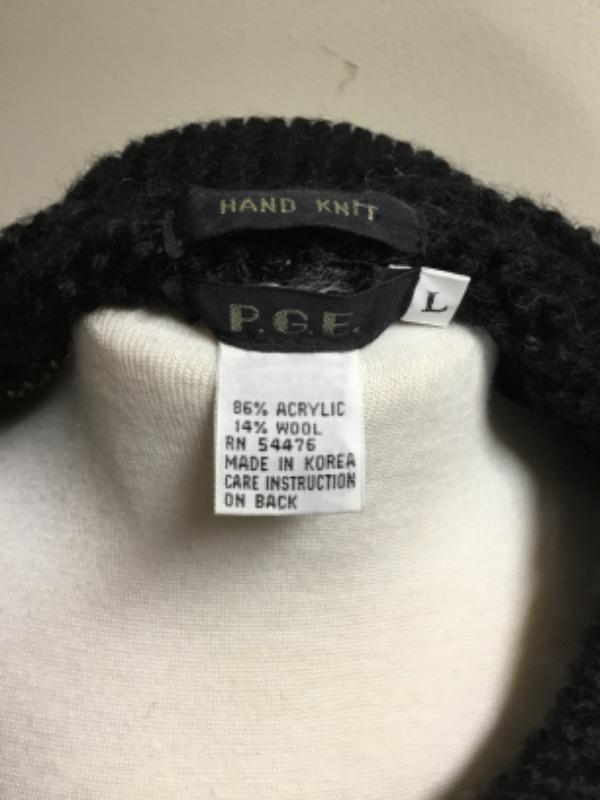 HAND KNIT
P.G.E.
L
86% ACRYLIC
14% WOOL
RN 54476
MADE IN KOREA
CARE INSTRUCTION
ON BACK